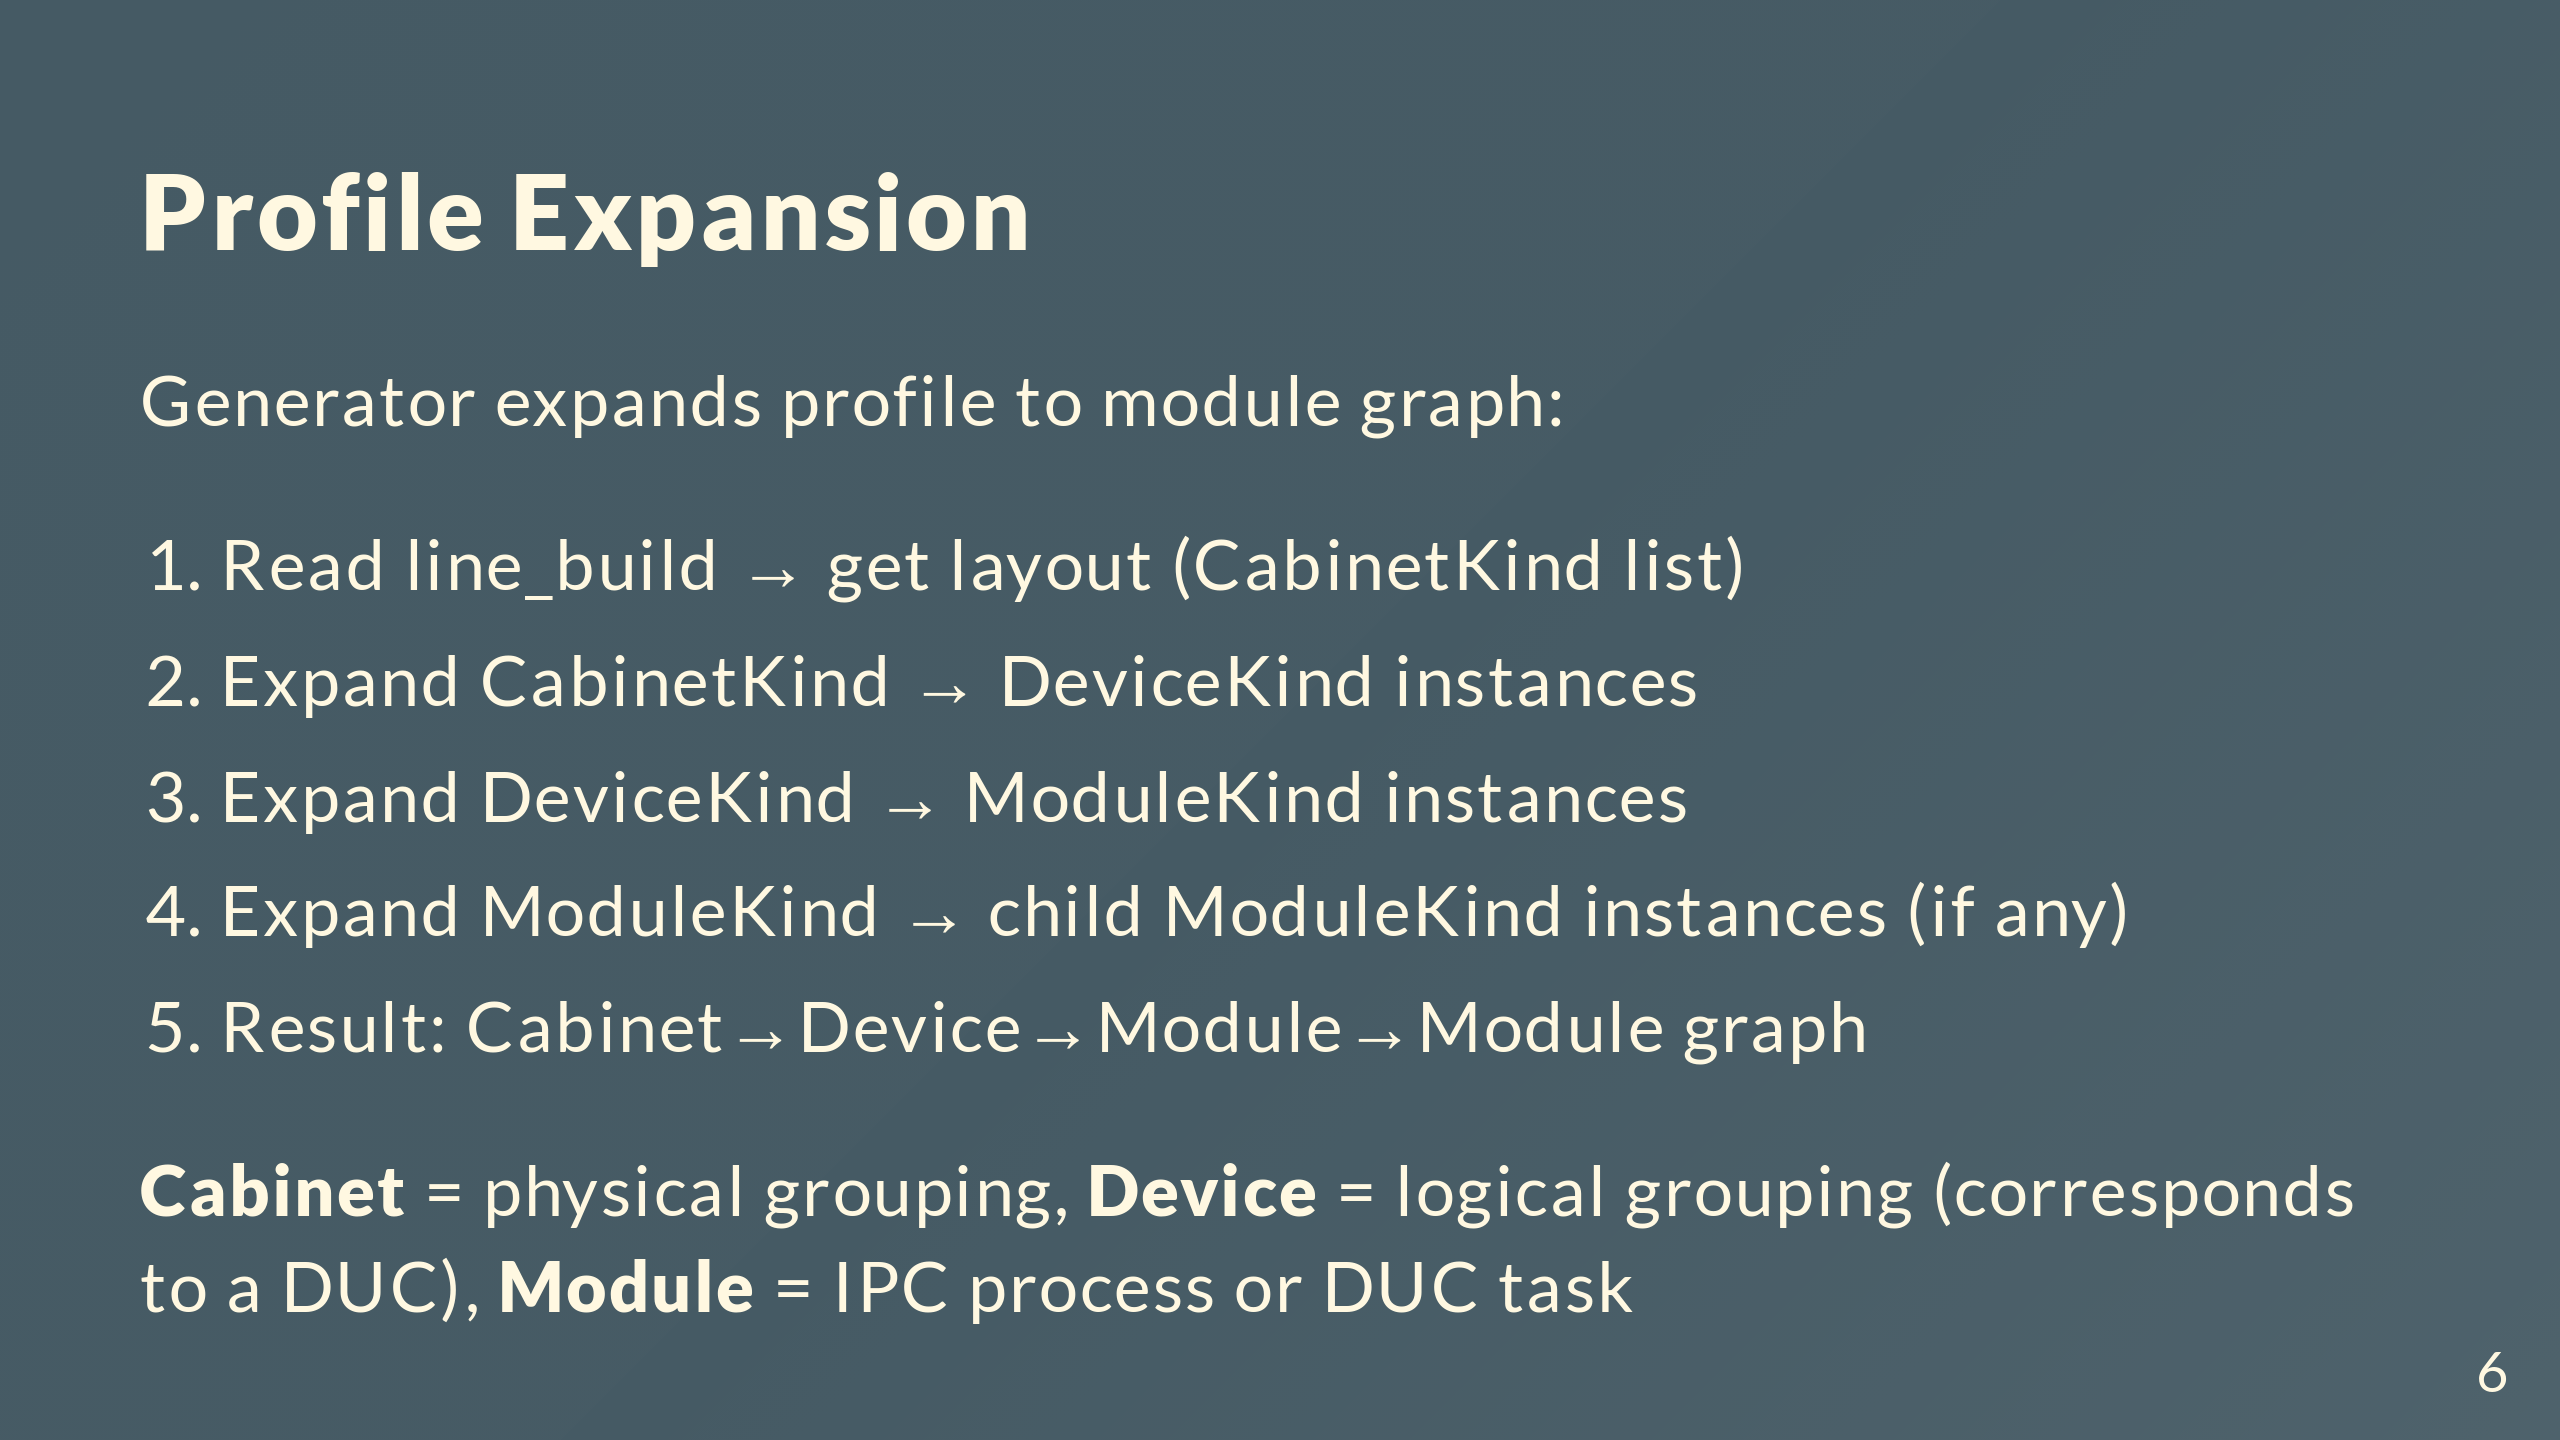 Profile Expansion
Generator expands profile to module graph:
1. Read line_build → get layout (CabinetKind list)
2. Expand CabinetKind → DeviceKind instances
3. Expand DeviceKind → ModuleKind instances
4. Expand ModuleKind → child ModuleKind instances (if any)
5. Result: Cabinet→Device→Module→Module graph
Cabinet = physical grouping, Device = logical grouping (corresponds
to a DUC), Module = IPC process or DUC task
6